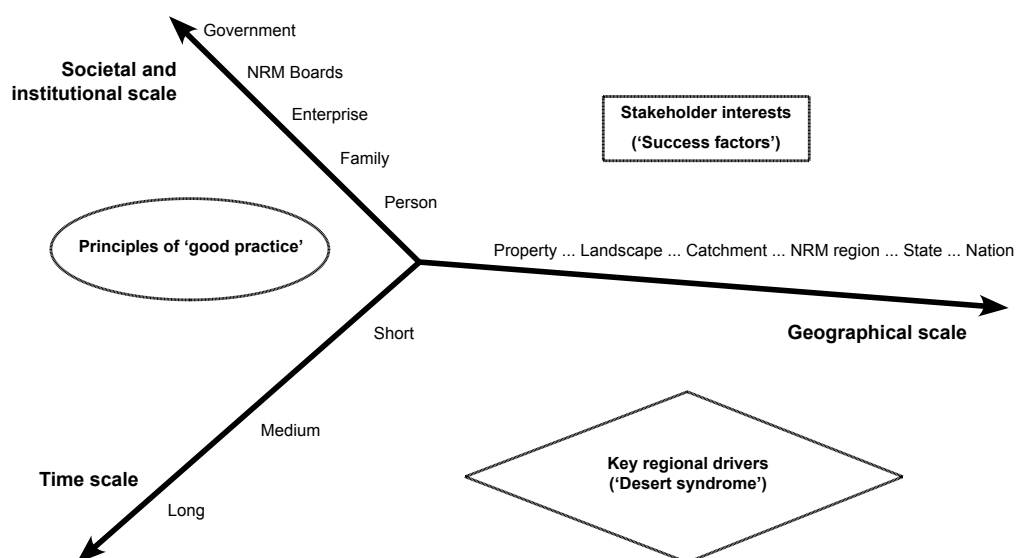 Government
Societal and
institutional scale
NRM Boards
Enterprise
Family
Person
Stakeholder interests
(‘Success factors’)
Principles of ‘good practice’
Property ... Landscape ... Catchment ... NRM region ... State ... Nation
Geographical scale
Short
Medium
Long
Time scale
Key regional drivers
(‘Desert syndrome’)